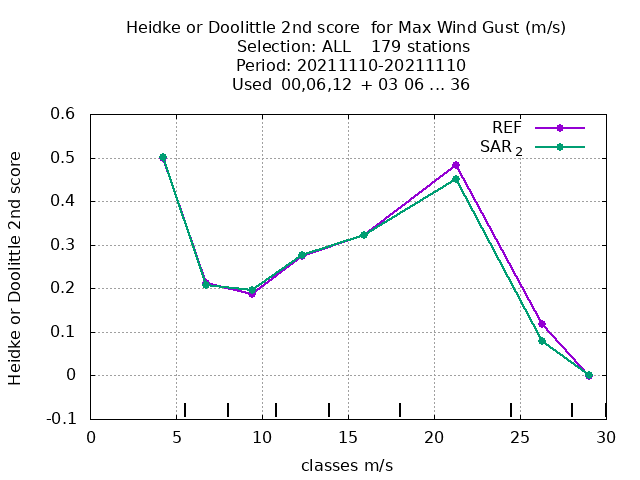 Heidke or Doolittle 2nd score  for Max Wind Gust (m/s)
Selection: ALL    179 stations
Period: 20211110-20211110
Used  00,06,12  + 03 06 ... 36
Heidke or Doolittle 2nd score
0.6
0.5
0.4
0.3
0.2
0.1
0
-0.1
REF
SAR 2
0 5 10 15 20 25 30
classes m/s